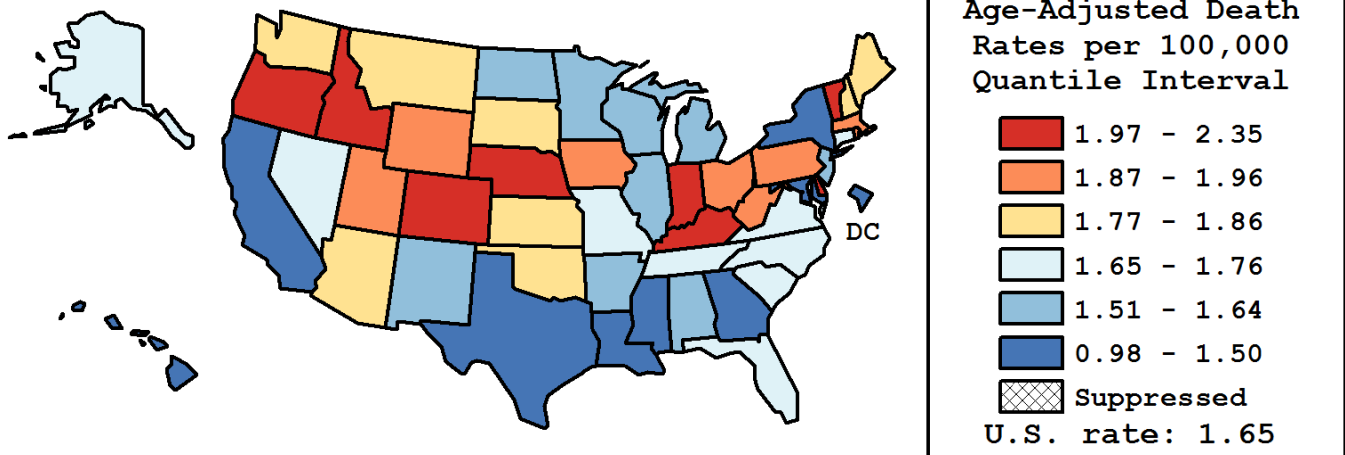 Age-Adjusted Death
Rates per 100,000
Quantile Interval
1.97 - 2.35
1.87 - 1.96
1.77 - 1.86
1.65 - 1.76
1.51 - 1.64
0.98 - 1.50
Suppressed
U.S. rate: 1.65
DC